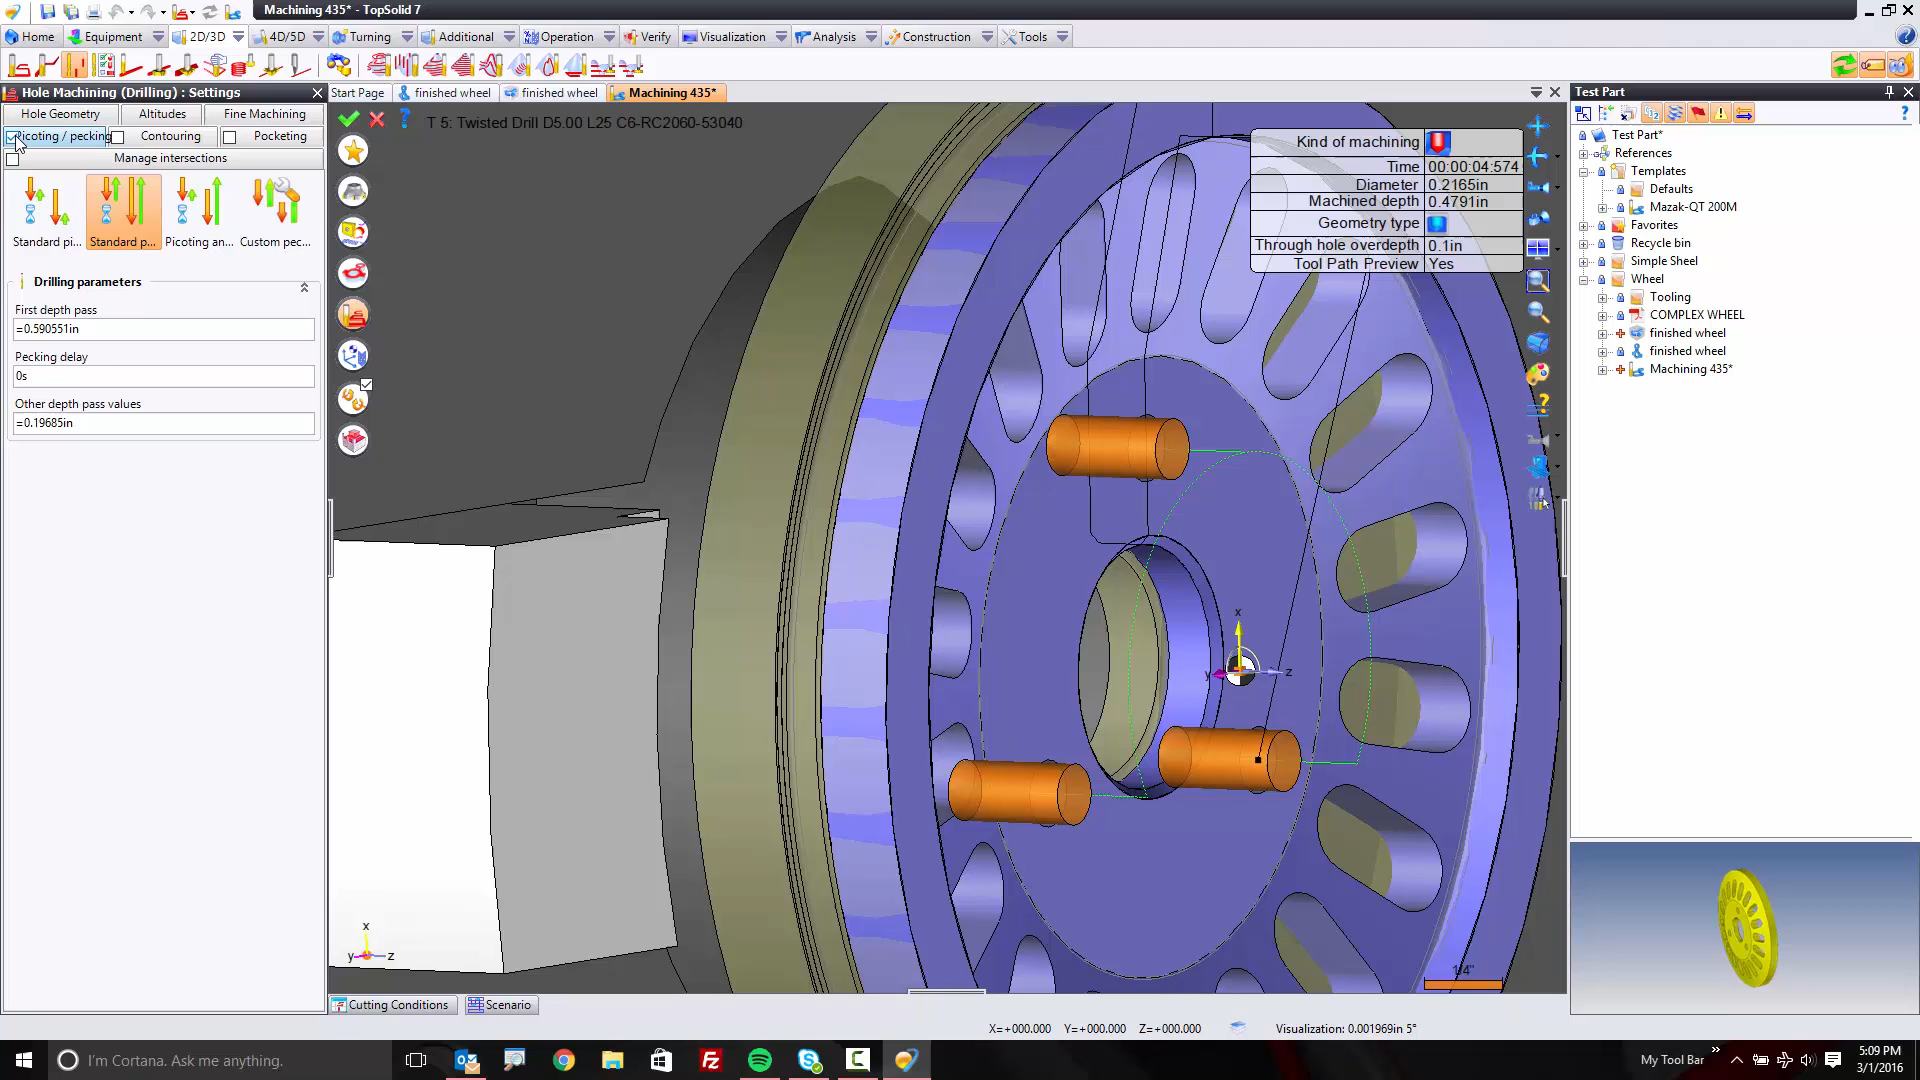 Machining 435* - TopSolid 7
Home Equipment 2D/3D 4D/5D Turning Additional Operation Verify Visualization Analysis Construction Tools
Hole Machining (Drilling) : Settings
Start Page finished wheel finished wheel Machining 435*
Test Part
Hole Geometry Altitudes Fine Machining
Picoting / pecking Contouring Pocketing
Manage intersections
Standard pi... Standard p... Picoting an... Custom pec...
Drilling parameters
First depth pass
=0.590551in
Pecking delay
0s
Other depth pass values
=0.19685in
T 5: Twisted Drill D5.00 L25 C6-RC2060-53040
Kind of machining
Time 00:00:04:574
Diameter 0.2165in
Machined depth 0.4791in
Geometry type
Through hole overdepth 0.1in
Tool Path Preview Yes
x
y
z
x
y
z
1/4"
Test Part*
References
Templates
Defaults
Mazak-QT 200M
Favorites
Recycle bin
Simple Sheel
Wheel
Tooling
COMPLEX WHEEL
finished wheel
finished wheel
Machining 435*
Cutting Conditions Scenario
X=+000.000 Y=+000.000 Z=+000.000 Visualization: 0.001969in 5°
I'm Cortana. Ask me anything.
My Tool Bar
5:09 PM
3/1/2016